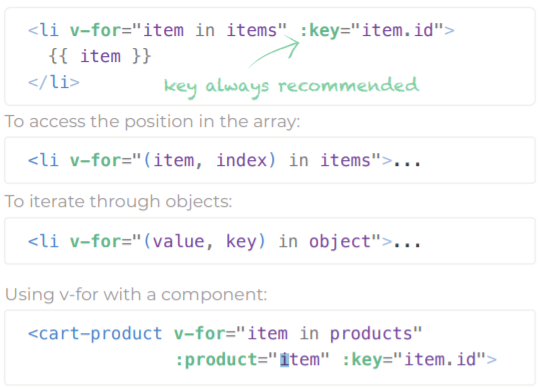 <li v-for="item in items" :key="item.id">
{{ item }}
</li>
key always recommended
To access the position in the array:
<li v-for="(item, index) in items">...
To iterate through objects:
<li v-for="(value, key) in object">...
Using v-for with a component:
<cart-product v-for="item in products"
:product="item" :key="item.id">